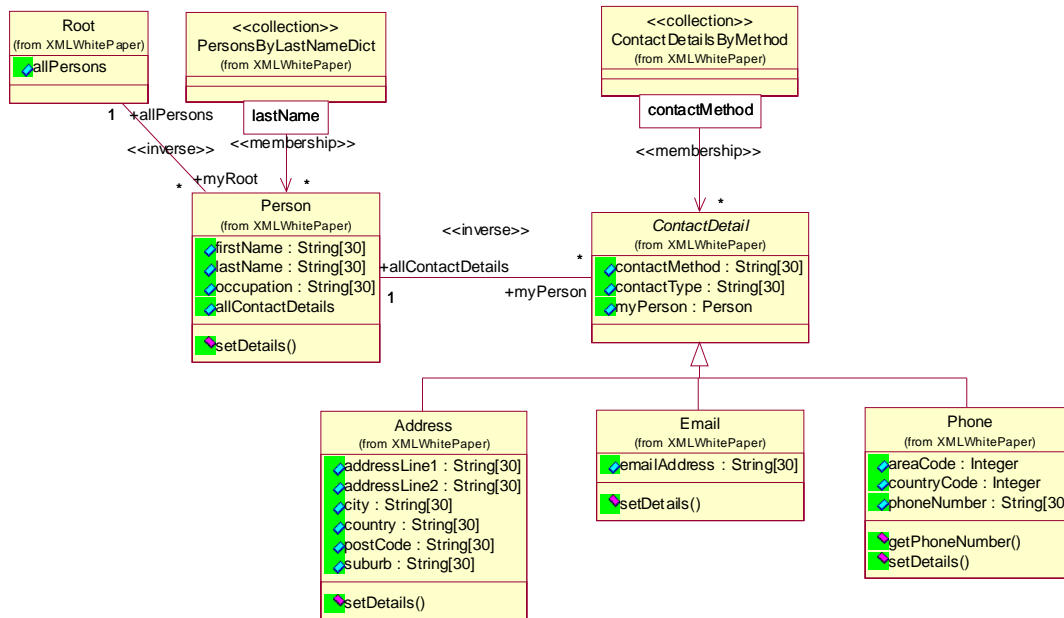 Root
(from XMLWhitePaper)
allPersons
<<collection>>
PersonsByLastNameDict
(from XMLWhitePaper)
lastName
<<collection>>
ContactDetailsByMethod
(from XMLWhitePaper)
contactMethod
1
+allPersons
<<inverse>>
+myRoot
*
<<membership>>
*
<<membership>>
*
Person
(from XMLWhitePaper)
firstName : String[30]
lastName : String[30]
occupation : String[30]
allContactDetails
setDetails()
<<inverse>>
+allContactDetails
1
*
+myPerson
ContactDetail
(from XMLWhitePaper)
contactMethod : String[30]
contactType : String[30]
myPerson : Person
Address
(from XMLWhitePaper)
addressLine1 : String[30]
addressLine2 : String[30]
city : String[30]
country : String[30]
postCode : String[30]
suburb : String[30]
setDetails()
Email
(from XMLWhitePaper)
emailAddress : String[30]
setDetails()
Phone
(from XMLWhitePaper)
areaCode : Integer
countryCode : Integer
phoneNumber : String[30]
getPhoneNumber()
setDetails()